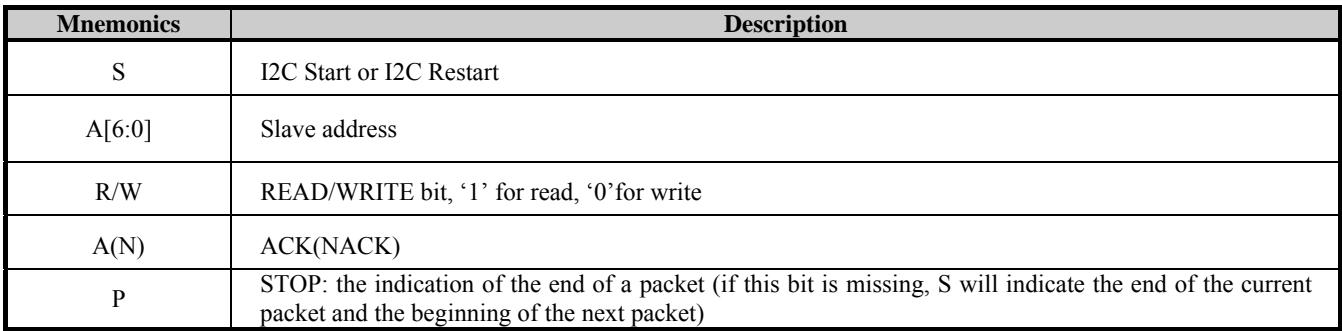 Mnemonics Description
S I2C Start or I2C Restart
A[6:0] Slave address
R/W READ/WRITE bit, ‘1’ for read, ‘0’for write
A(N) ACK(NACK)
P STOP: the indication of the end of a packet (if this bit is missing, S will indicate the end of the current
packet and the beginning of the next packet)